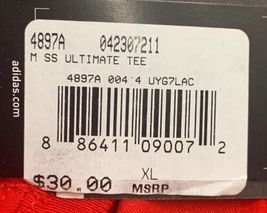 4897A 042307211
M SS ULTIMATE TEE
4897A 004 4 UYG7LAC
8 86411 09007 2
XL
$30.00 MSRP
adidas.com